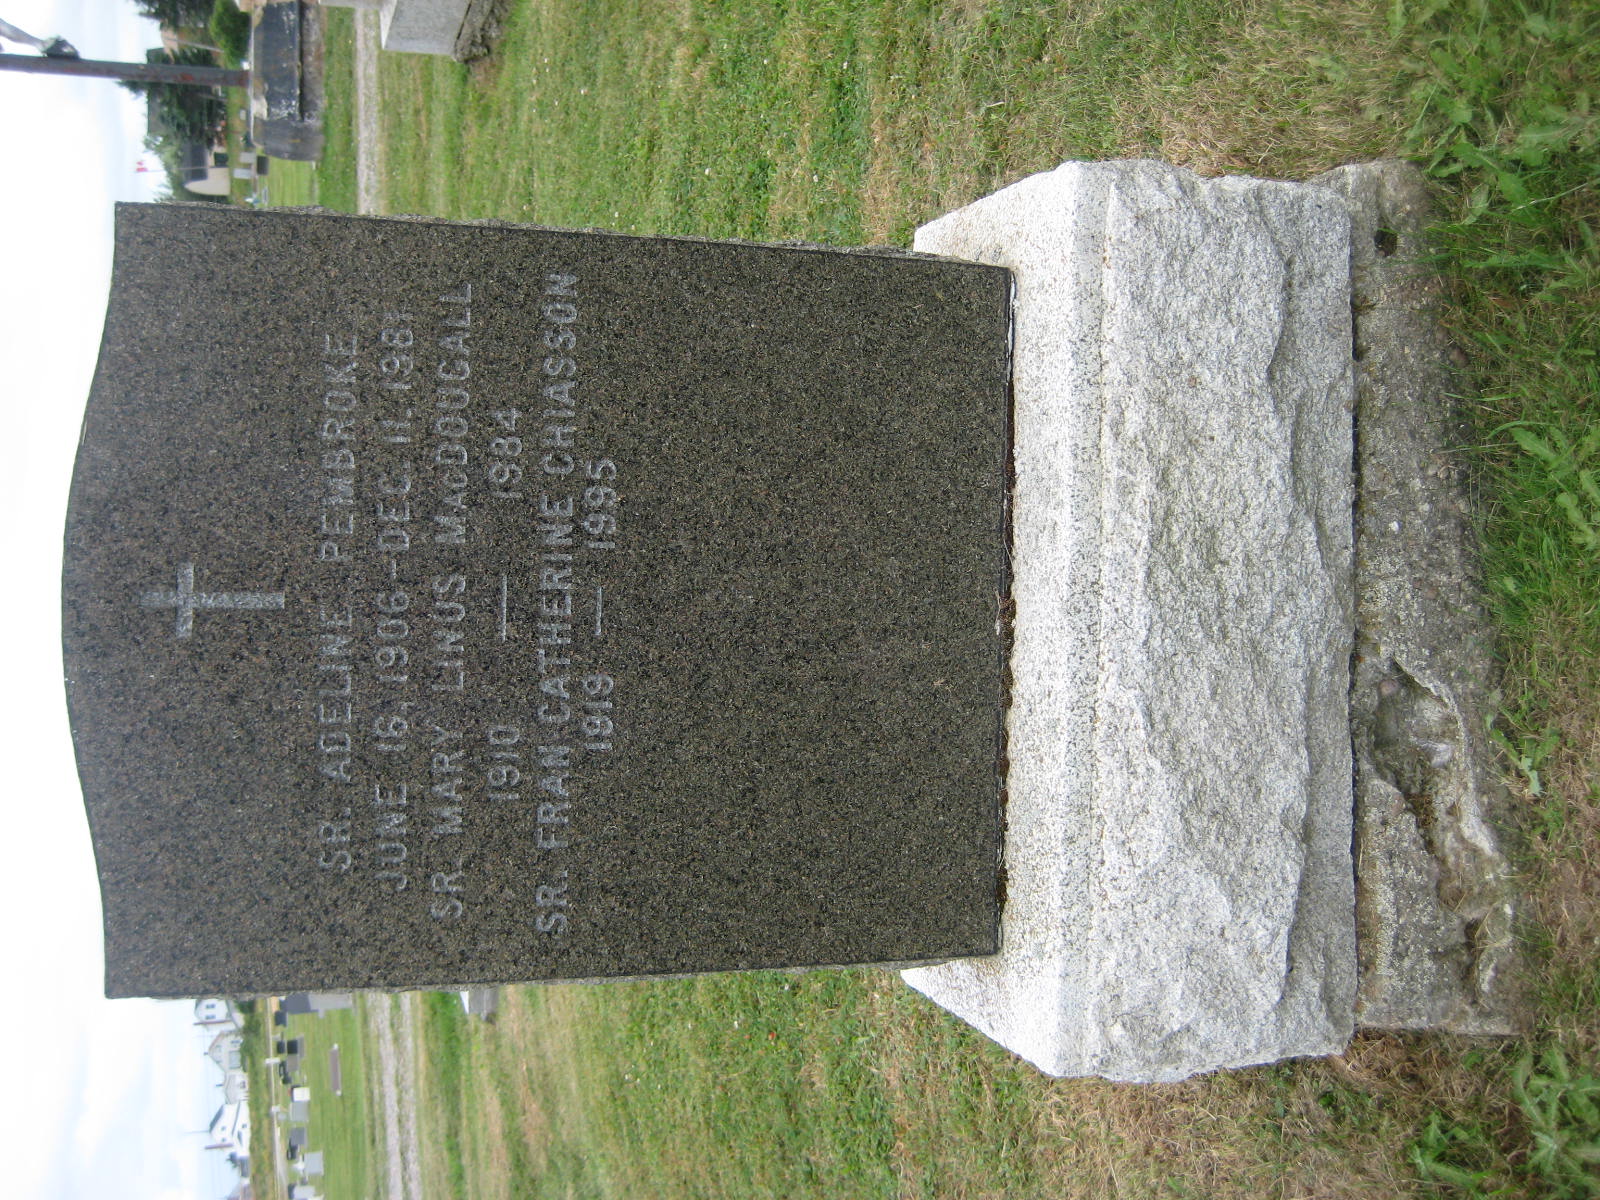 SR. ADELINE PEMBROKE
JUNE 16, 1906 - DEC. 11. 1981
SR. MARY LINUS MACDOUGALL
1910 — 1984
SR. FRAN CATHERINE CHIASSON
1919 — 1995